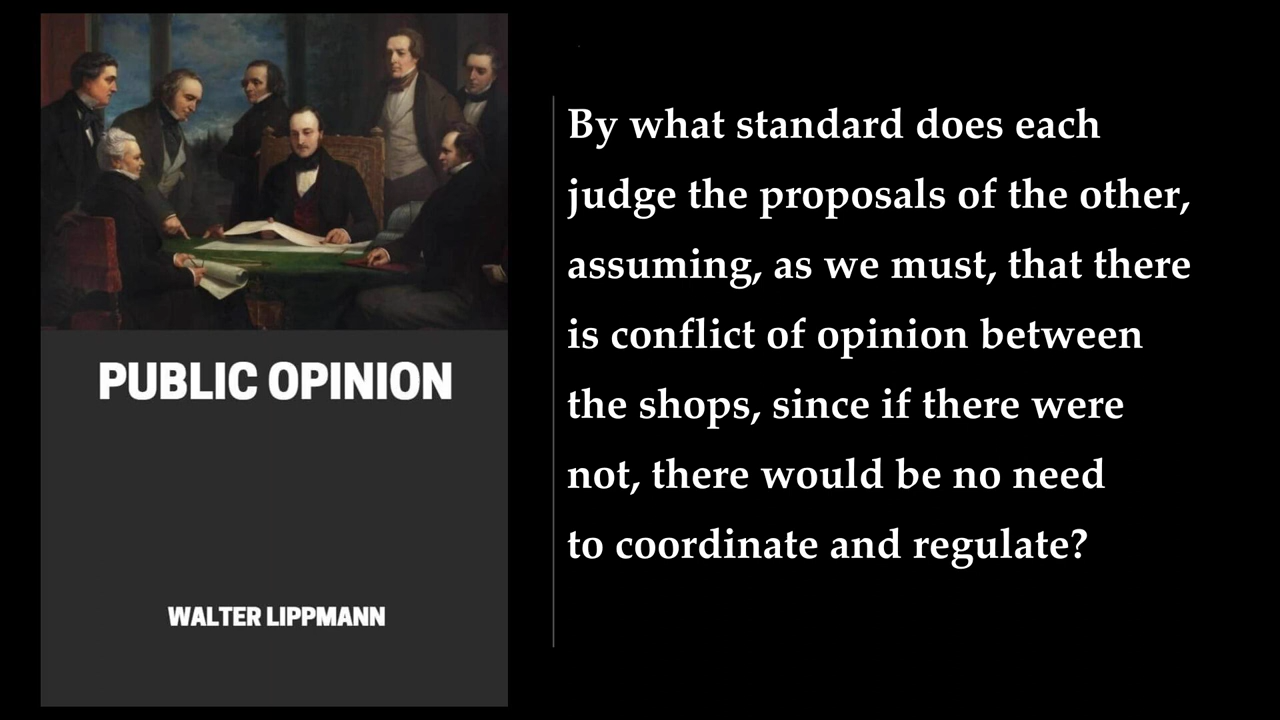 PUBLIC OPINION
WALTER LIPPMANN
By what standard does each
judge the proposals of the other,
assuming, as we must, that there
is conflict of opinion between
the shops, since if there were
not, there would be no need
to coordinate and regulate?